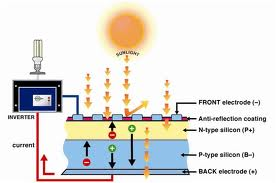 SUNLIGHT
INVERTER
FRONT electrode (−)
Anti-reflection coating
N-type silicon (P+)
current
P-type silicon (B−)
BACK electrode (+)